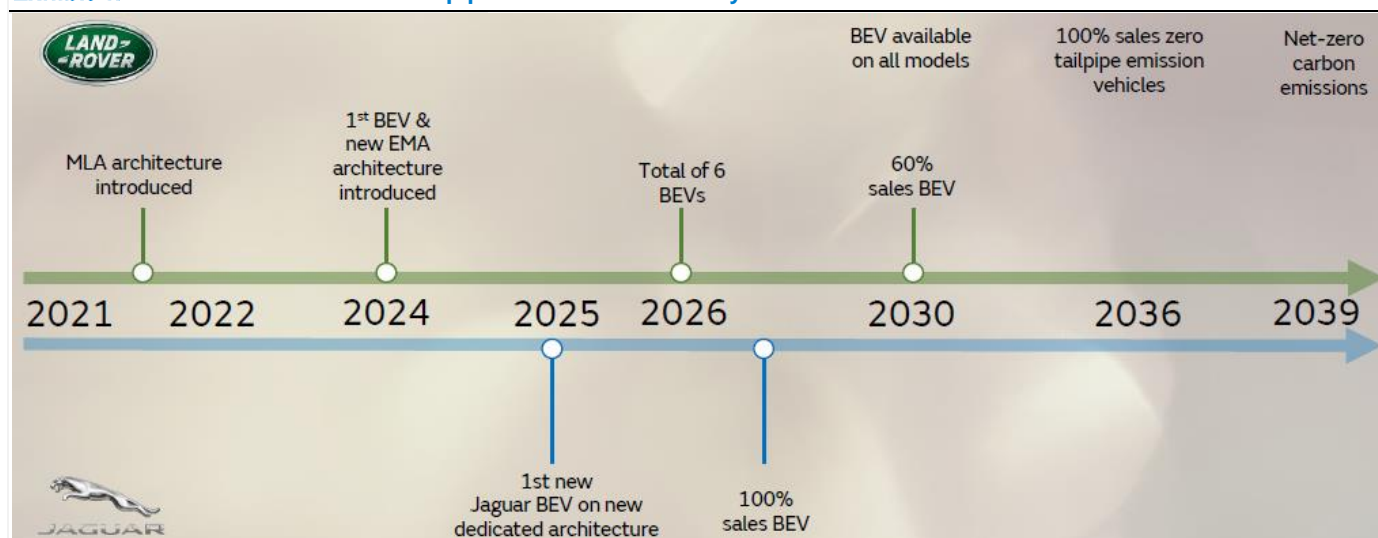 LAND-
-ROVER
BEV available
on all models
100% sales zero
tailpipe emission
vehicles
Net-zero
carbon
emissions
MLA architecture
introduced
1st BEV &
new EMA
architecture
introduced
Total of 6
BEVs
60%
sales BEV
2021 2022 2024 2025 2026 2030 2036 2039
1st new
Jaguar BEV on new
dedicated architecture
100%
sales BEV
JAGUAR